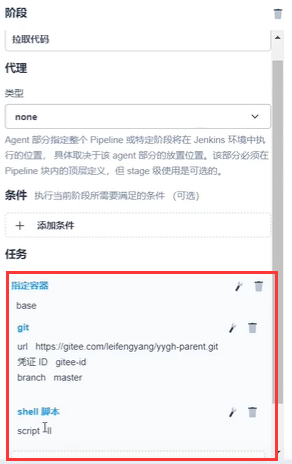 阶段
拉取代码
代理
类型
none
Agent 部分指定整个 Pipeline 或特定阶段将在 Jenkins 环境中执
行的位置， 具体取决于该 agent 部分的放置位置。该部分必须在
Pipeline 块内的顶层定义，但 stage 级使用是可选的。
条件 执行当前阶段所需要满足的条件 （可选）
+ 添加条件
任务
指定容器
base
git
url https://gitee.com/leifengyang/yygh-parent.git
凭证 ID gitee-id
branch master
shell 脚本
script ll